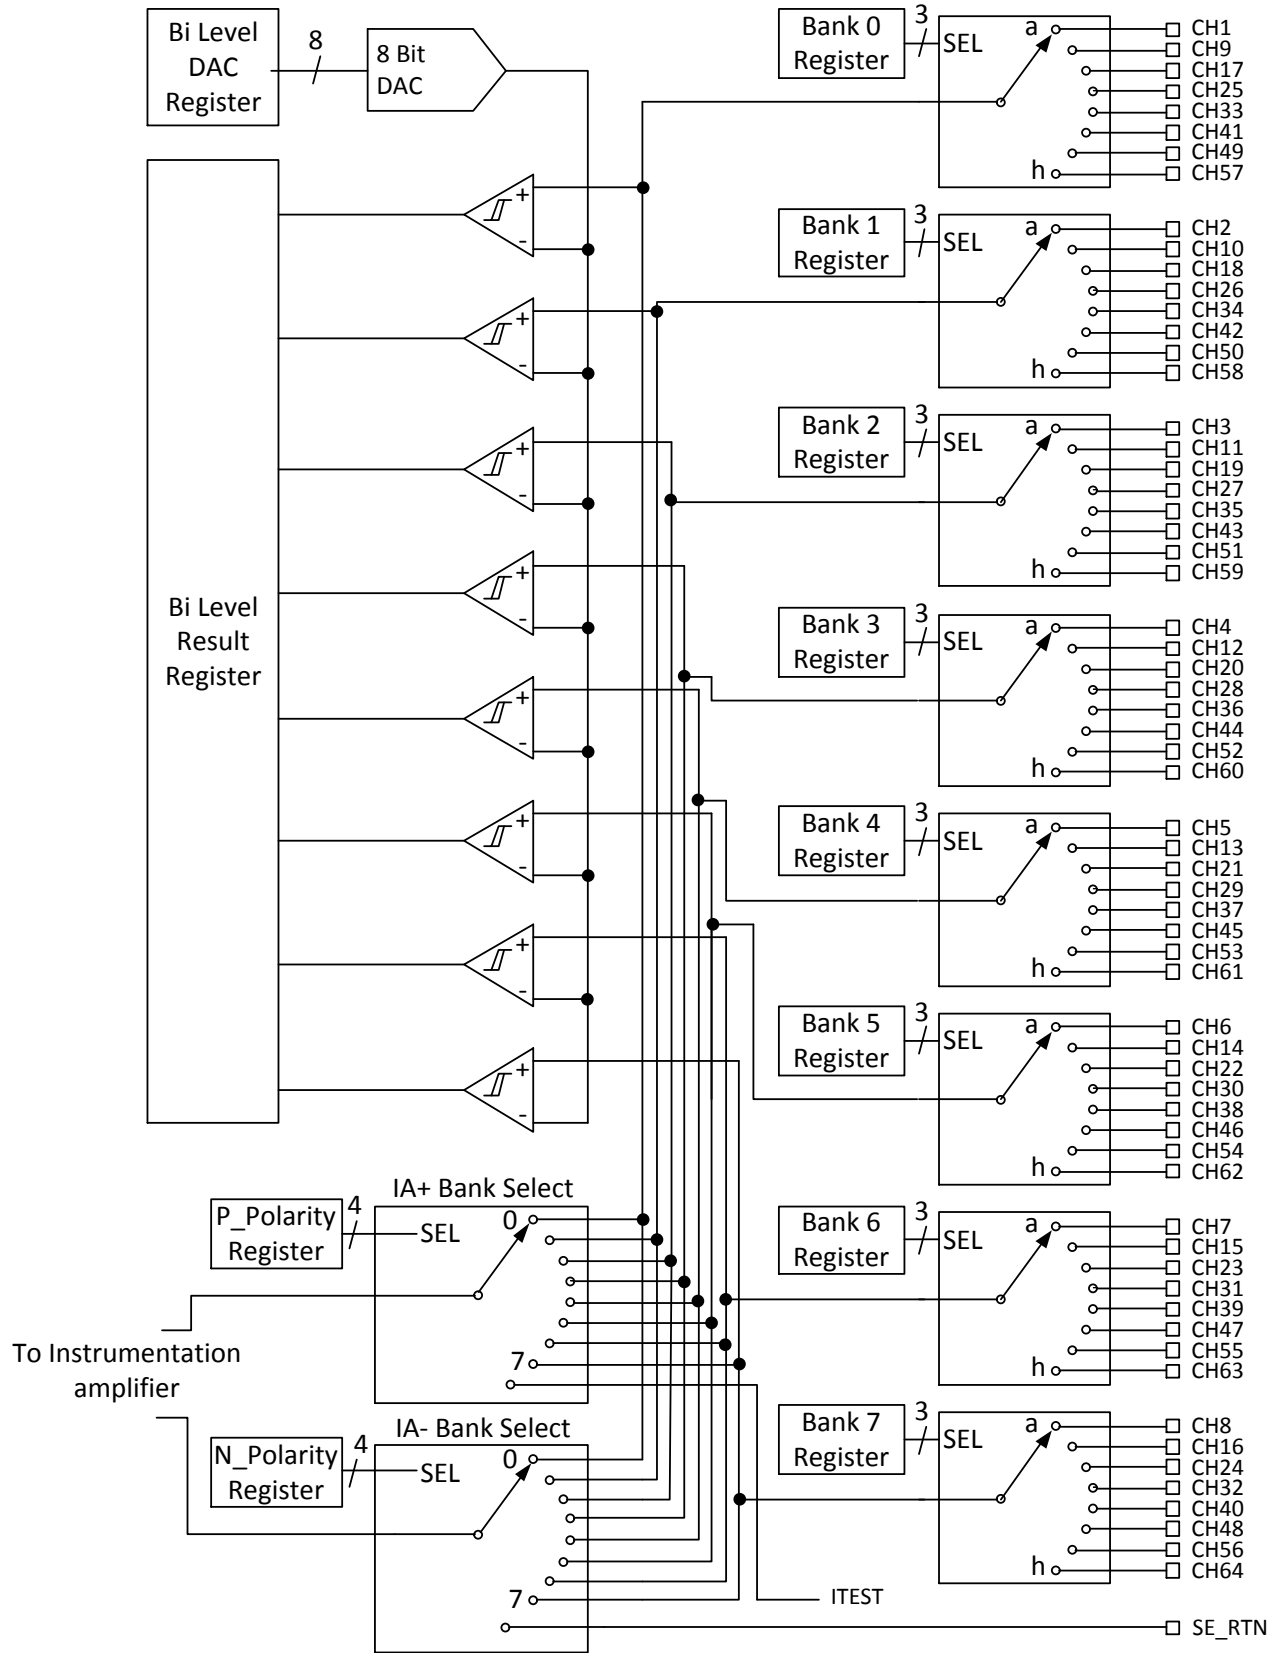 Bi Level
DAC
Register
8
8 Bit
DAC
Bi Level
Result
Register
+
-
+
-
+
-
+
-
+
-
+
-
+
-
+
-
Bank 0
Register
3
SEL
a
h
CH1
CH9
CH17
CH25
CH33
CH41
CH49
CH57
Bank 1
Register
3
SEL
a
h
CH2
CH10
CH18
CH26
CH34
CH42
CH50
CH58
Bank 2
Register
3
SEL
a
h
CH3
CH11
CH19
CH27
CH35
CH43
CH51
CH59
Bank 3
Register
3
SEL
a
h
CH4
CH12
CH20
CH28
CH36
CH44
CH52
CH60
Bank 4
Register
3
SEL
a
h
CH5
CH13
CH21
CH29
CH37
CH45
CH53
CH61
Bank 5
Register
3
SEL
a
h
CH6
CH14
CH22
CH30
CH38
CH46
CH54
CH62
Bank 6
Register
3
SEL
a
h
CH7
CH15
CH23
CH31
CH39
CH47
CH55
CH63
Bank 7
Register
3
SEL
a
h
CH8
CH16
CH24
CH32
CH40
CH48
CH56
CH64
IA+ Bank Select
P_Polarity
Register
4
SEL
0
7
To Instrumentation
amplifier
IA- Bank Select
N_Polarity
Register
4
SEL
0
7
ITEST
SE_RTN